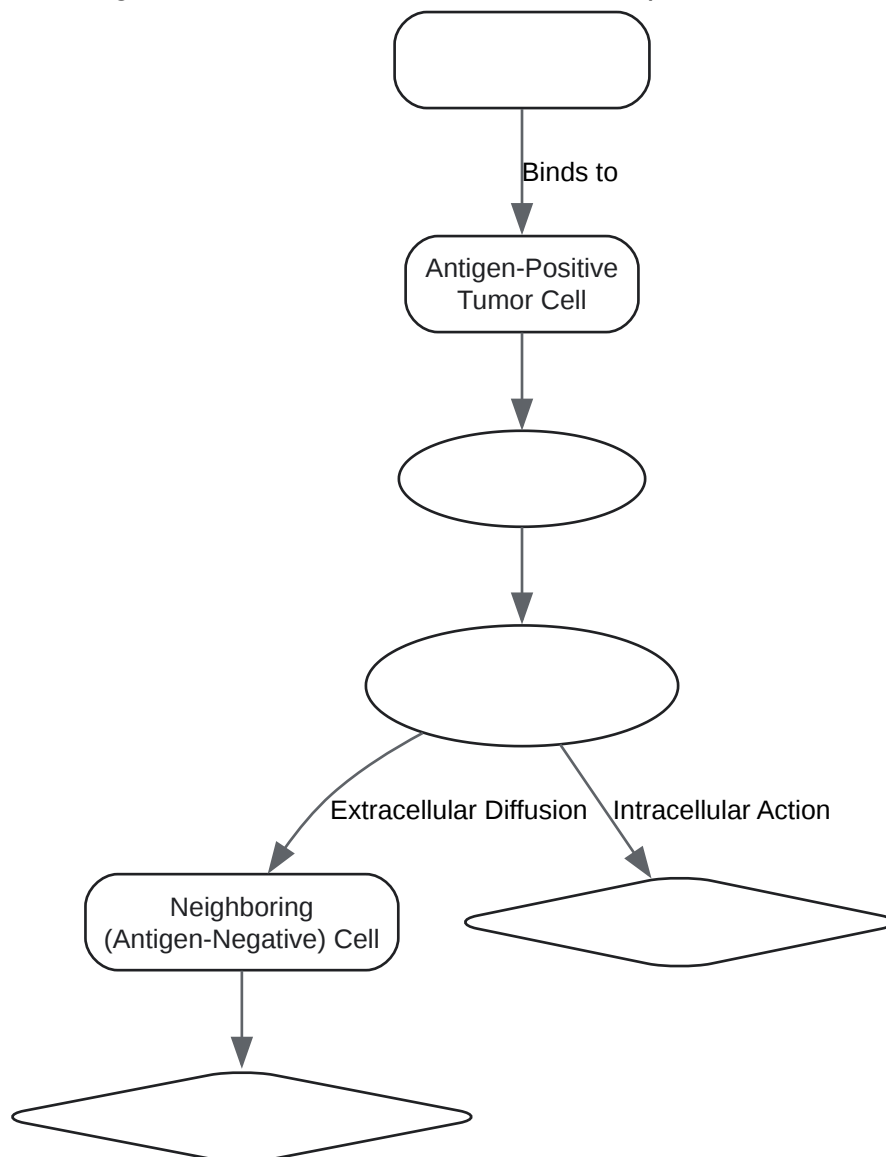 Binds to
Antigen-Positive
Tumor Cell
Extracellular Diffusion
Intracellular Action
Neighboring
(Antigen-Negative) Cell